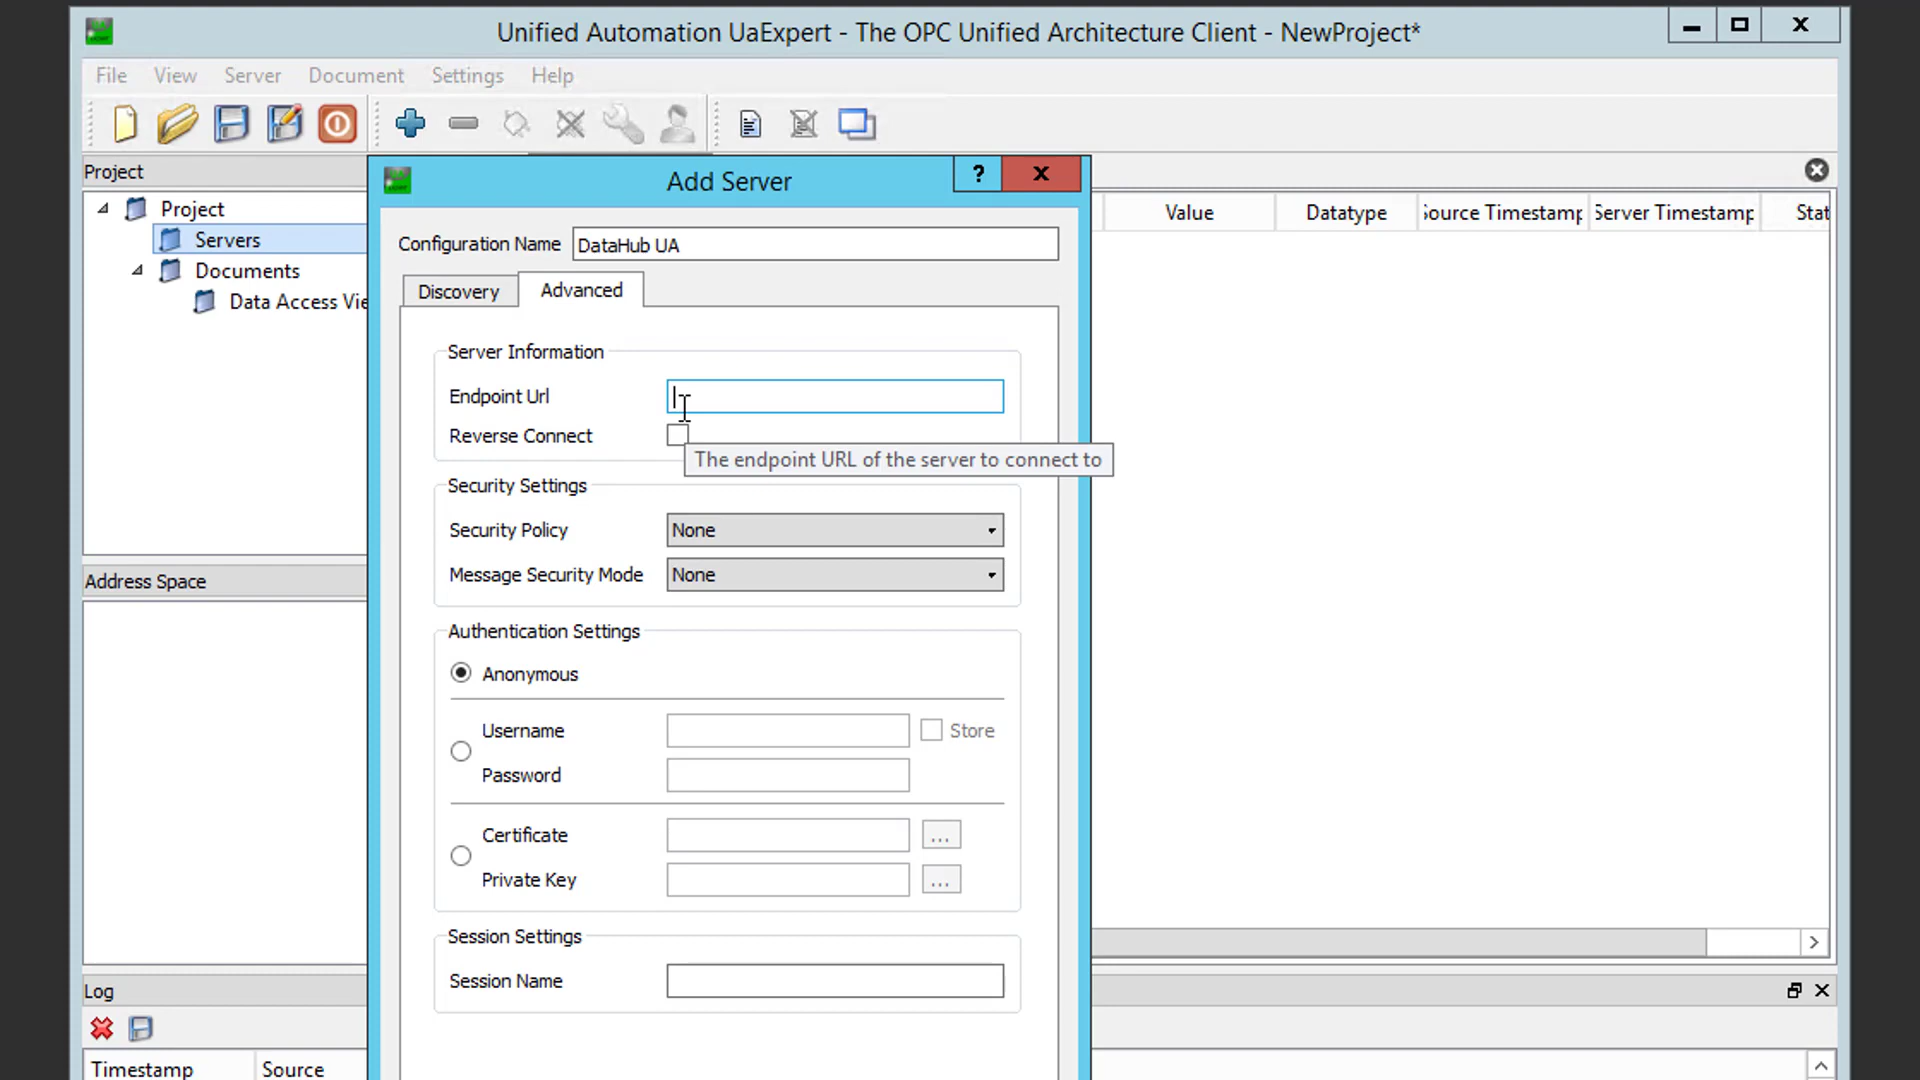 Unified Automation UaExpert - The OPC Unified Architecture Client - NewProject*
File View Server Document Settings Help
Project
Add Server
?
Value Datatype Source Timestamp Server Timestamp Stat
Project
Servers
Documents
Data Access Vie
Configuration Name DataHub UA
Discovery Advanced
Server Information
Endpoint Url
Reverse Connect
The endpoint URL of the server to connect to
Security Settings
Security Policy None
Message Security Mode None
Address Space
Authentication Settings
Anonymous
Username Store
Password
Certificate ...
Private Key ...
Session Settings
Session Name
Log
Timestamp Source